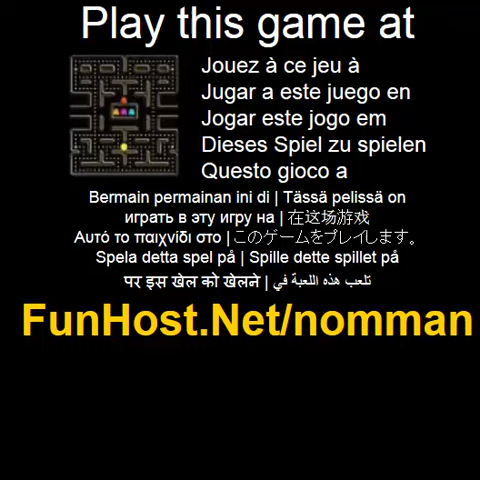 Play this game at
Jouez à ce jeu à
Jugar a este juego en
Jogar este jogo em
Dieses Spiel zu spielen
Questo gioco a
Bermain permainan ini di | Tässä pelissä on
играть в эту игру на | 在这场游戏
Αυτό το παιχνίδι στο | このゲームをプレイします。
Spela detta spel på | Spille dette spillet på
पर इस खेल को खेलने | تلعب هذه اللعبة في
FunHost.Net/nomman